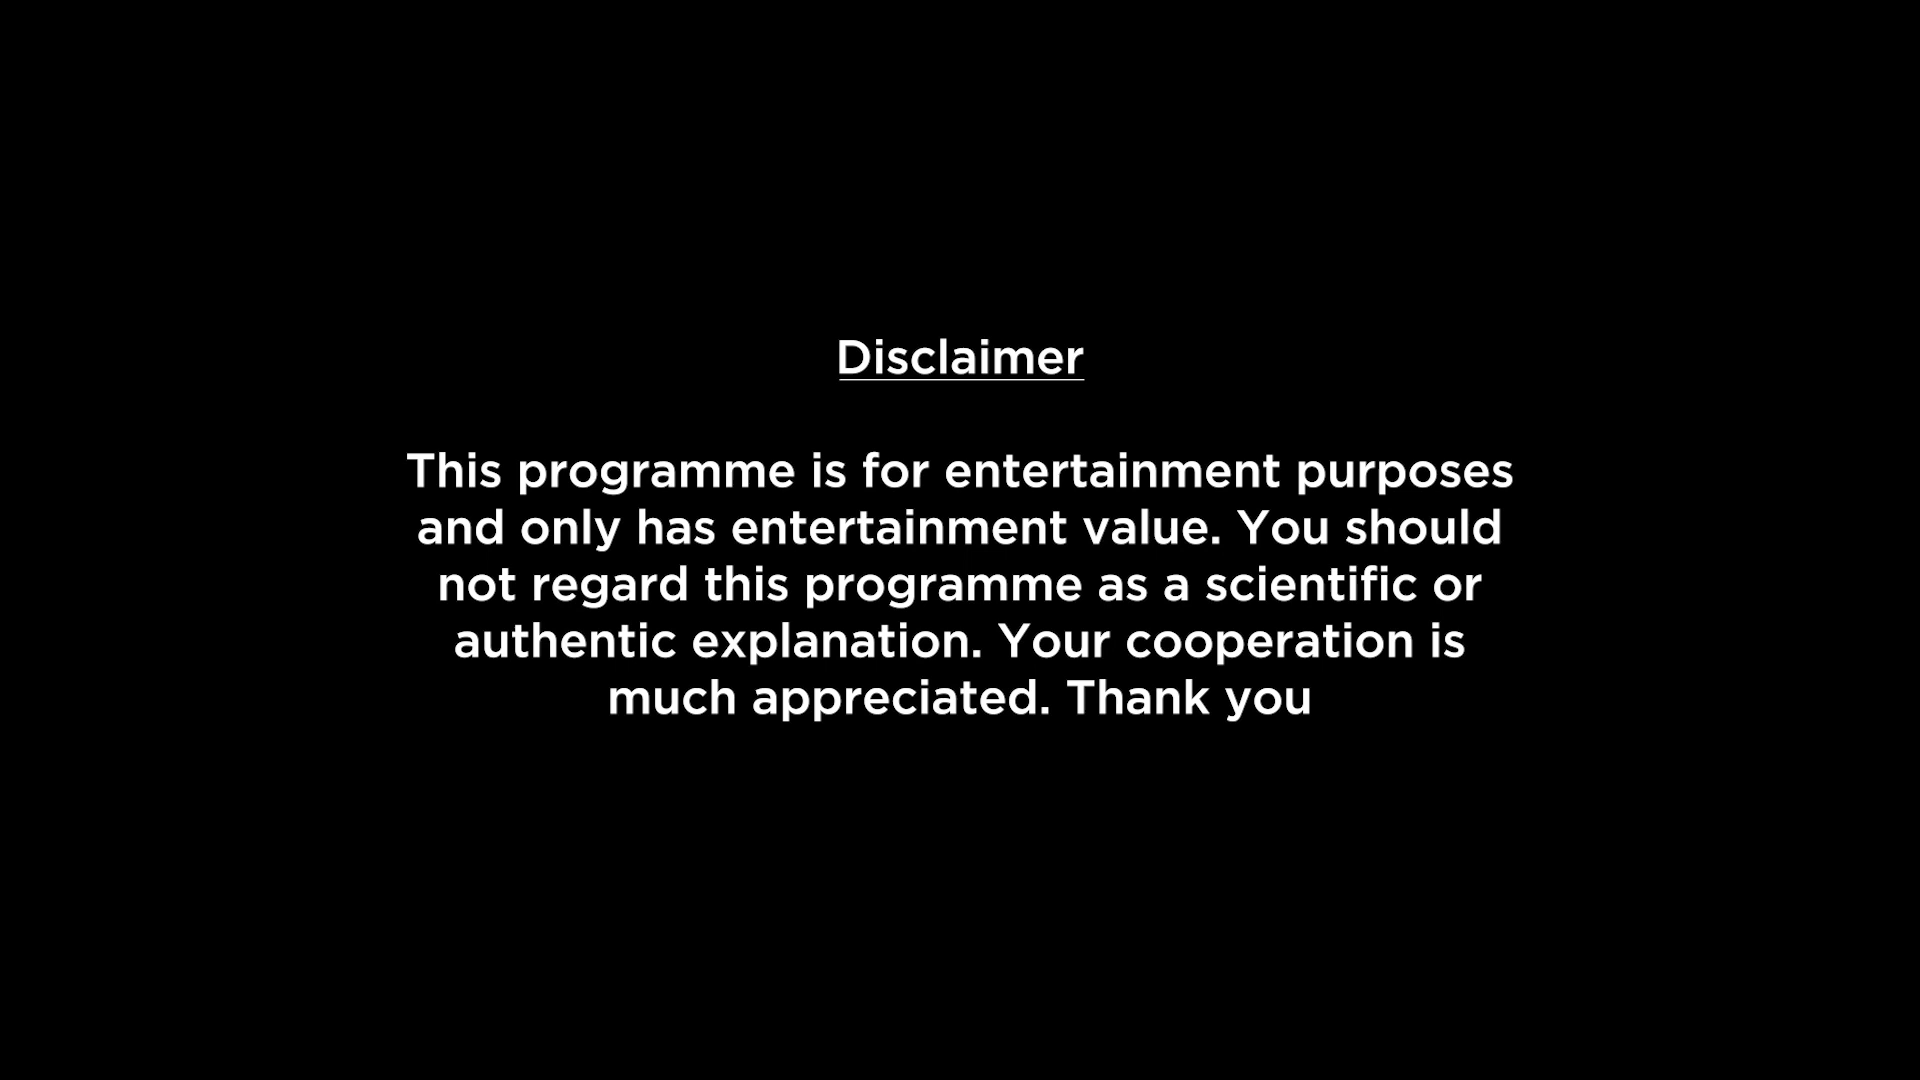 Disclaimer
This programme is for entertainment purposes
and only has entertainment value. You should
not regard this programme as a scientific or
authentic explanation. Your cooperation is
much appreciated. Thank you